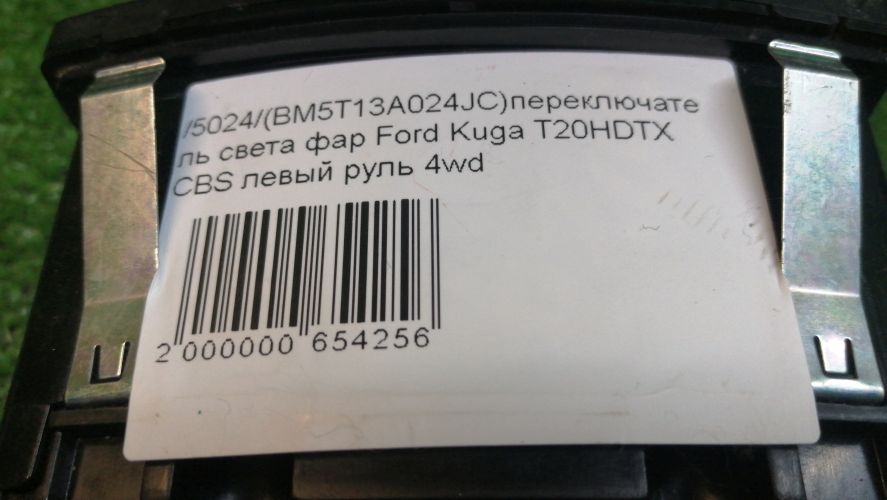 /5024/(BM5T13A024JC)переключате
ль света фар Ford Kuga T20HDTX
CBS левый руль 4wd
2 000000 654256